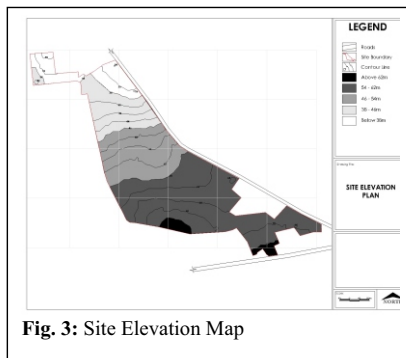 LEGEND
Roads
Site Boundary
Contour Line
Above 62m
54 - 62m
46 - 54m
38 - 46m
Below 38m
SITE ELEVATION
PLAN
NORTH
Fig. 3: Site Elevation Map